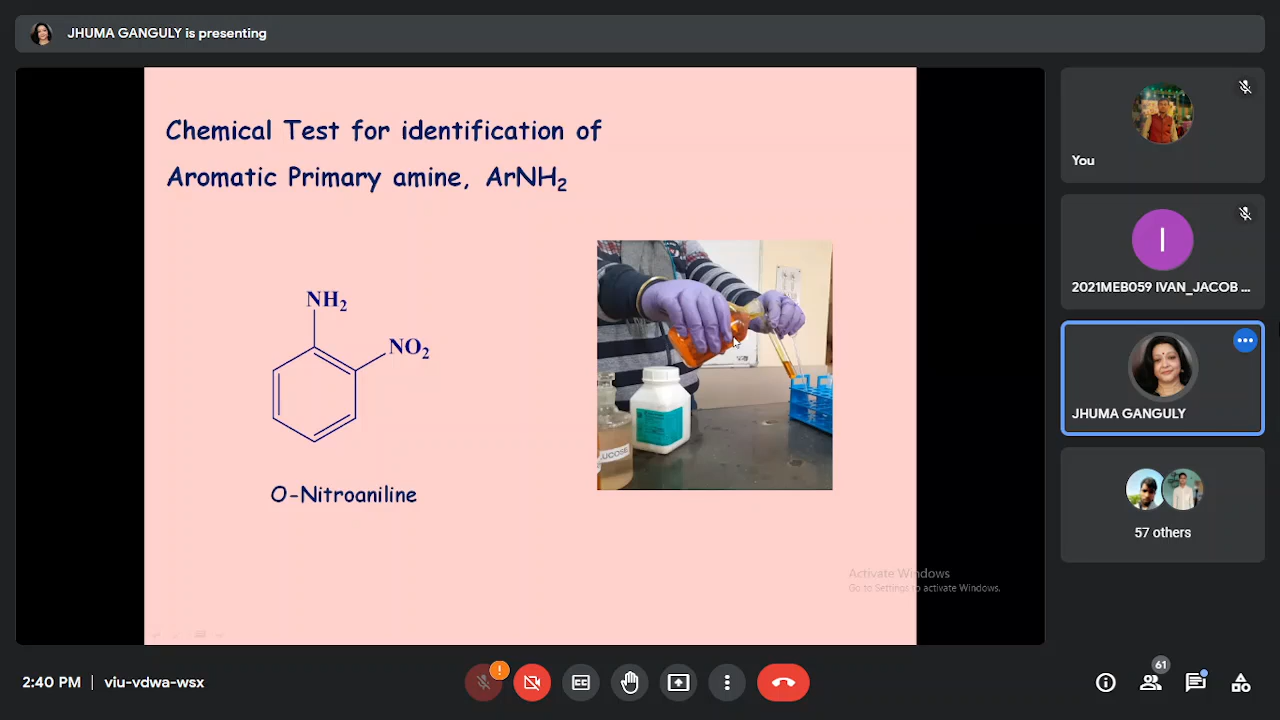 JHUMA GANGULY is presenting
Chemical Test for identification of
Aromatic Primary amine, ArNH₂
NH₂
NO₂
O-Nitroaniline
UCOSE
Activate Windows
Go to Settings to activate Windows.
You
I
2021MEB059 IVAN_JACOB ...
JHUMA GANGULY
57 others
2:40 PM | viu-vdwa-wsx
CC
61